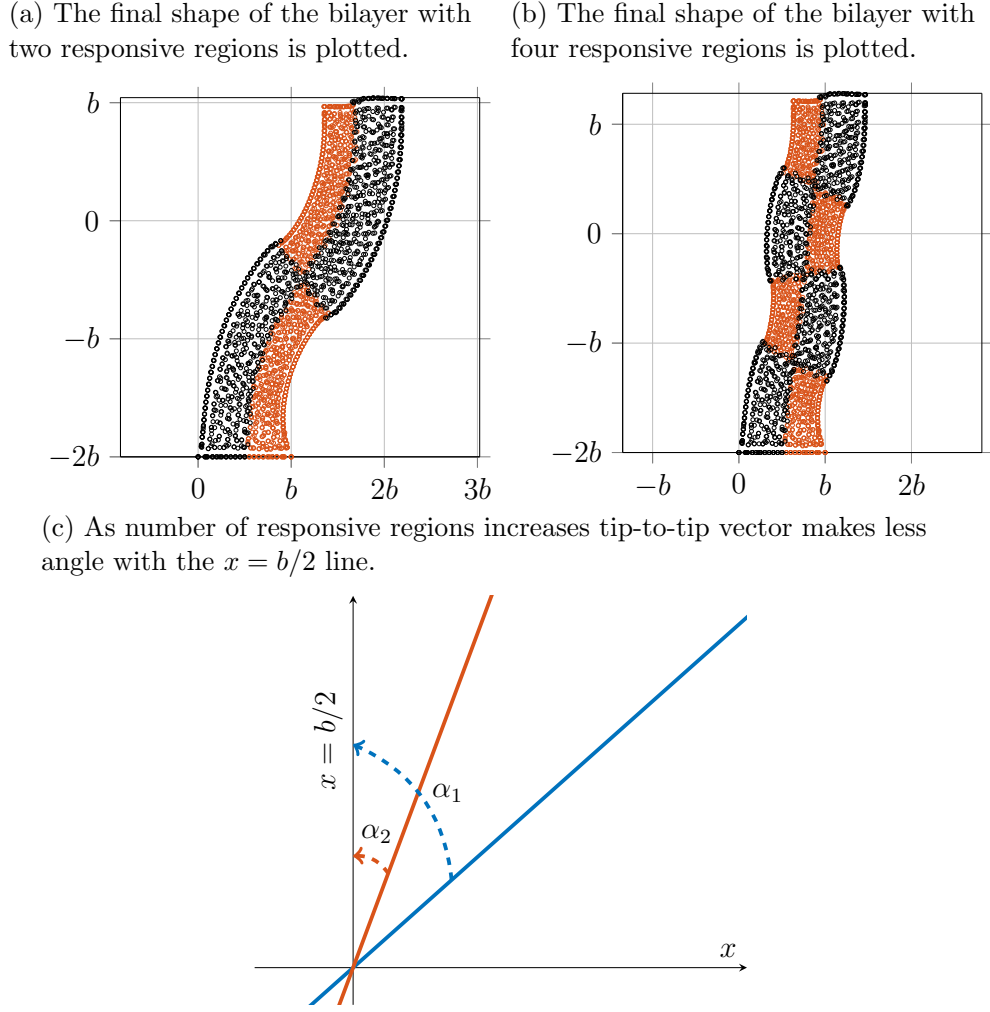 (a) The final shape of the bilayer with
two responsive regions is plotted.
b
0
−b
−2b
0
b
2b
3b
(b) The final shape of the bilayer with
four responsive regions is plotted.
b
0
−b
−2b
−b
0
b
2b
(c) As number of responsive regions increases tip-to-tip vector makes less
angle with the x = b/2 line.
x = b/2
α₁
α₂
x